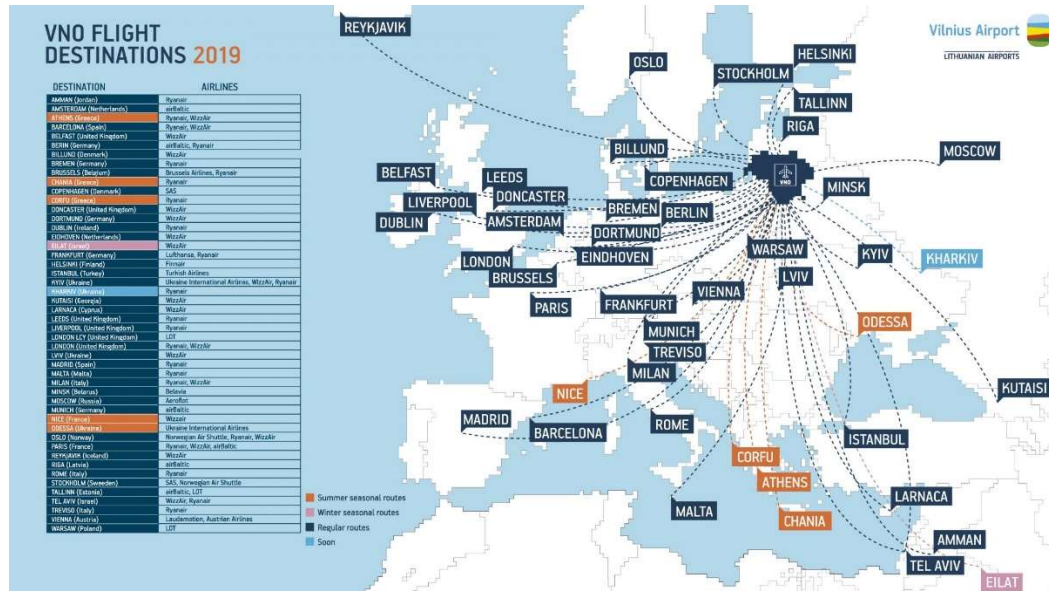 VNO FLIGHT
DESTINATIONS 2019
DESTINATION AIRLINES
AMMAN (Jordan) Ryanair
AMSTERDAM (Netherlands) airBaltic
ATHENS (Greece) Ryanair, WizzAir
BARCELONA (Spain) Ryanair, WizzAir
BELFAST (United Kingdom) WizzAir
BERIN (Germany) airBaltic, Ryanair
BILLUND (Denmark) WizzAir
BREMEN (Germany) Ryanair
BRUSSELS (Belgium) Brussels Airlines, Ryanair
CHANIA (Greece) Ryanair
COPENHAGEN (Denmark) SAS
CORFU (Greece) Ryanair
DONCASTER (United Kingdom) WizzAir
DORTMUND (Germany) WizzAir
DUBLIN (Ireland) Ryanair
EIDHOVEN (Netherlands) WizzAir
EILAT (Israel) WizzAir
FRANKFURT (Germany) Lufthansa, Ryanair
HELSINKI (Finland) Finnair
ISTANBUL (Turkey) Turkish Airlines
KYIV (Ukraine) Ukraine International Airlines, WizzAir, Ryanair
KHARKIV (Ukraine) Ryanair
KUTAISI (Georgia) WizzAir
LARNACA (Cyprus) WizzAir
LEEDS (United Kingdom) Ryanair
LIVERPOOL (United Kingdom) Ryanair
LONDON LCY (United Kingdom) LOT
LONDON (United Kingdom) Ryanair, WizzAir
LVIV (Ukraine) WizzAir
MADRID (Spain) Ryanair
MALTA (Malta) Ryanair
MILAN (Italy) Ryanair, WizzAir
MINSK (Belarus) Belavia
MOSCOW (Russia) Aeroflot
MUNICH (Germany) airBaltic
NICE (France) Wizzair
ODESSA (Ukraine) Ukraine International Airlines
OSLO (Norway) Norwegian Air Shuttle, Ryanair, WizzAir
PARIS (France) Ryanair, WizzAir, airBaltic
REYKJAVIK (Iceland) WizzAir
RIGA (Latvia) airBaltic
ROME (Italy) Ryanair
STOCKHOLM (Sweeden) SAS, Norwegian Air Shuttle
TALLINN (Estonia) airBaltic, LOT
TEL AVIV (Israel) WizzAir, Ryanair
TREVISO (Italy) Ryanair
VIENNA (Austria) Laudamotion, Austrian Airlines
WARSAW (Poland) LOT
Summer seasonal routes
Winter seasonal routes
Regular routes
Soon
Vilnius Airport
LITHUANIAN AIRPORTS
REYKJAVIK
OSLO
HELSINKI
STOCKHOLM
TALLINN
RIGA
BILLUND
MOSCOW
BELFAST
LEEDS
COPENHAGEN
VNO
MINSK
LIVERPOOL
DONCASTER
DUBLIN
AMSTERDAM
BREMEN
BERLIN
DORTMUND
LONDON
EINDHOVEN
WARSAW
KYIV
KHARKIV
BRUSSELS
LVIV
PARIS
FRANKFURT
VIENNA
MUNICH
ODESSA
TREVISO
MILAN
NICE
KUTAISI
MADRID
BARCELONA
ROME
ISTANBUL
CORFU
ATHENS
MALTA
CHANIA
LARNACA
AMMAN
TEL AVIV
EILAT